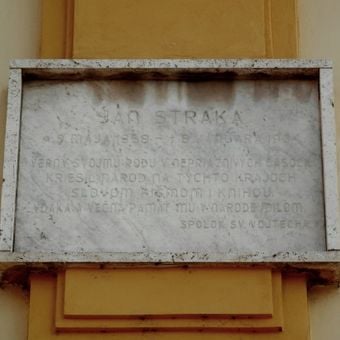 JÁN STRAKA
VERNÝ SVOJMU RODU V NEPRIAZNIVÝCH ČASOCH
KRIESIL NÁROD NA TÝCHTO KRAJOCH
SLOVOM PÍSMOM I KNIHOU
VĎAKA A VEČNÁ PAMÄŤ MU V NÁRODE
SPOLOK SV. VOJTECHA